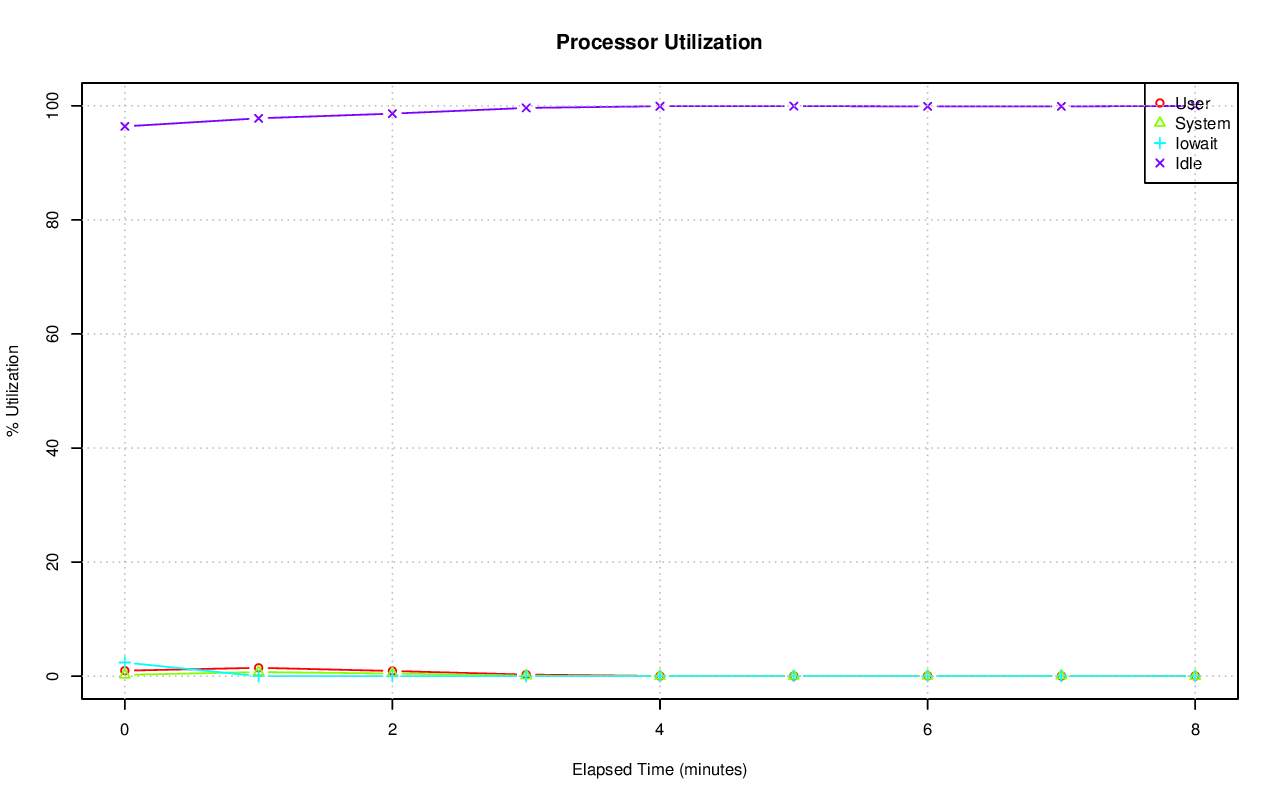 Processor Utilization
100
80
60
40
20
0
% Utilization
User
System
Iowait
Idle
0 2 4 6 8
Elapsed Time (minutes)